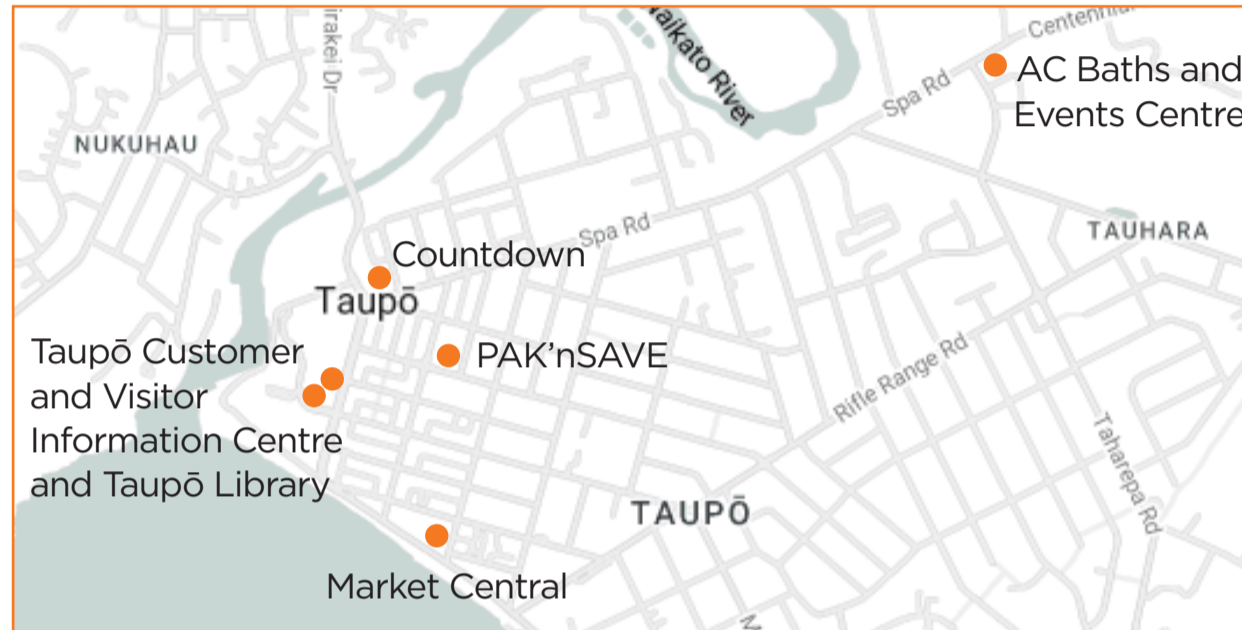 irakei Dr
Waikato River
Centennial
AC Baths and
Events Centre
Spa Rd
NUKUHAU
TAUHARA
Spa Rd
Countdown
Taupō
Taupō Customer
and Visitor
Information Centre
and Taupō Library
PAK’nSAVE
Rifle Range Rd
Taharepa Rd
TAUPŌ
Market Central